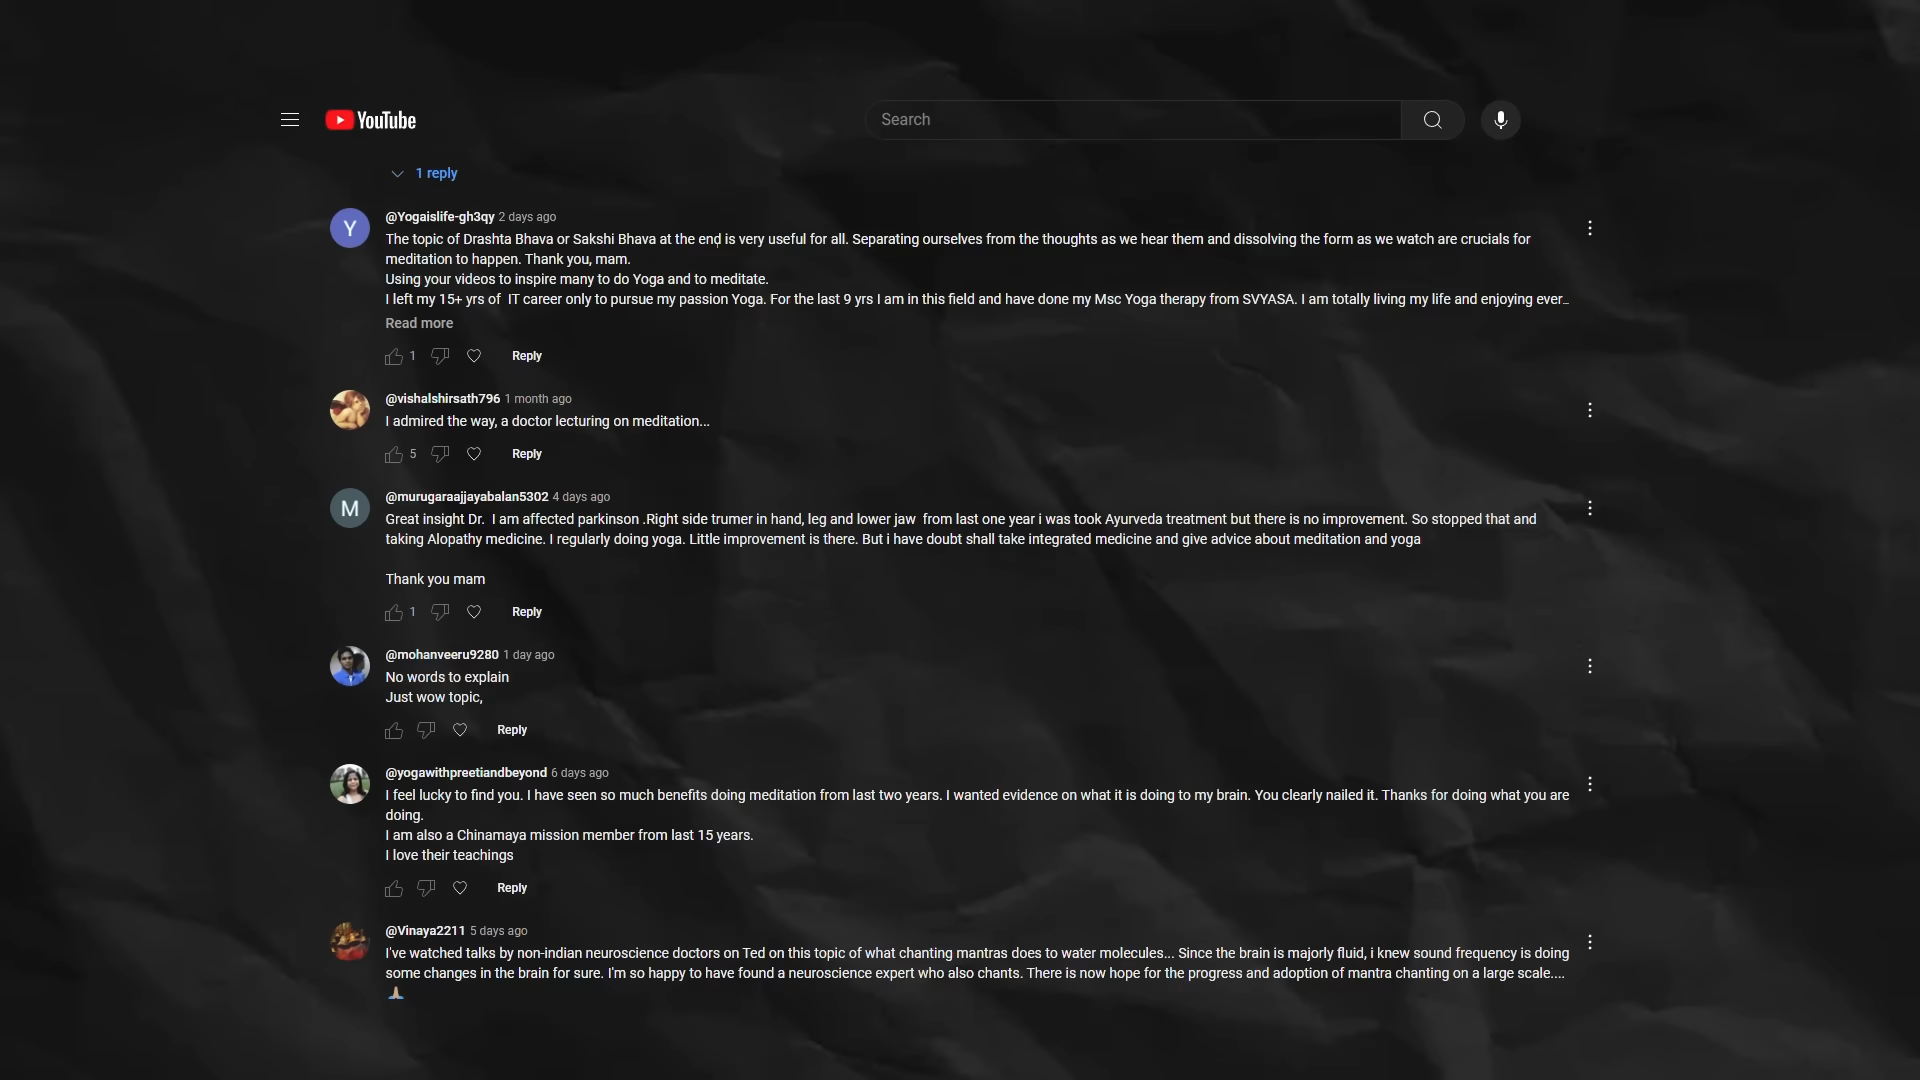 YouTube
Search
1 reply
Y
@Yogaislife-gh3qy 2 days ago
The topic of Drashta Bhava or Sakshi Bhava at the end is very useful for all. Separating ourselves from the thoughts as we hear them and dissolving the form as we watch are crucials for
meditation to happen. Thank you, mam.
Using your videos to inspire many to do Yoga and to meditate.
I left my 15+ yrs of  IT career only to pursue my passion Yoga. For the last 9 yrs I am in this field and have done my Msc Yoga therapy from SVYASA. I am totally living my life and enjoying ever...
Read more
1 Reply
@vishalshirsath796 1 month ago
I admired the way, a doctor lecturing on meditation...
5 Reply
M
@murugaraajjayabalan5302 4 days ago
Great insight Dr.  I am affected parkinson .Right side trumer in hand, leg and lower jaw  from last one year i was took Ayurveda treatment but there is no improvement. So stopped that and
taking Alopathy medicine. I regularly doing yoga. Little improvement is there. But i have doubt shall take integrated medicine and give advice about meditation and yoga
Thank you mam
1 Reply
@mohanveeru9280 1 day ago
No words to explain
Just wow topic,
Reply
@yogawithpreetiandbeyond 6 days ago
I feel lucky to find you. I have seen so much benefits doing meditation from last two years. I wanted evidence on what it is doing to my brain. You clearly nailed it. Thanks for doing what you are
doing.
I am also a Chinamaya mission member from last 15 years.
I love their teachings
Reply
@Vinaya2211 5 days ago
I've watched talks by non-indian neuroscience doctors on Ted on this topic of what chanting mantras does to water molecules... Since the brain is majorly fluid, i knew sound frequency is doing
some changes in the brain for sure. I'm so happy to have found a neuroscience expert who also chants. There is now hope for the progress and adoption of mantra chanting on a large scale....